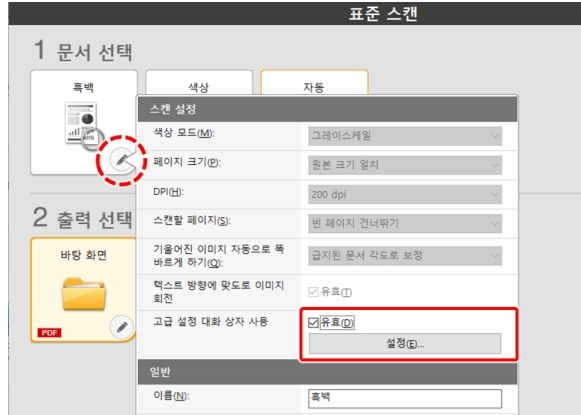 표준 스캔
1 문서 선택
흑백
색상
자동
스캔 설정
색상 모드(M):
그레이스케일
페이지 크기(P):
원본 크기 일치
DPI(H):
200 dpi
스캔할 페이지(S):
빈 페이지 건너뛰기
기울어진 이미지 자동으로 똑
바르게 하기(Q):
급지된 문서 각도로 보정
텍스트 방향에 맞도로 이미지
회전
유효(T)
고급 설정 대화 상자 사용
유효(D)
설정(E)...
일반
이름(N):
흑백
2 출력 선택
바탕 화면
PDF